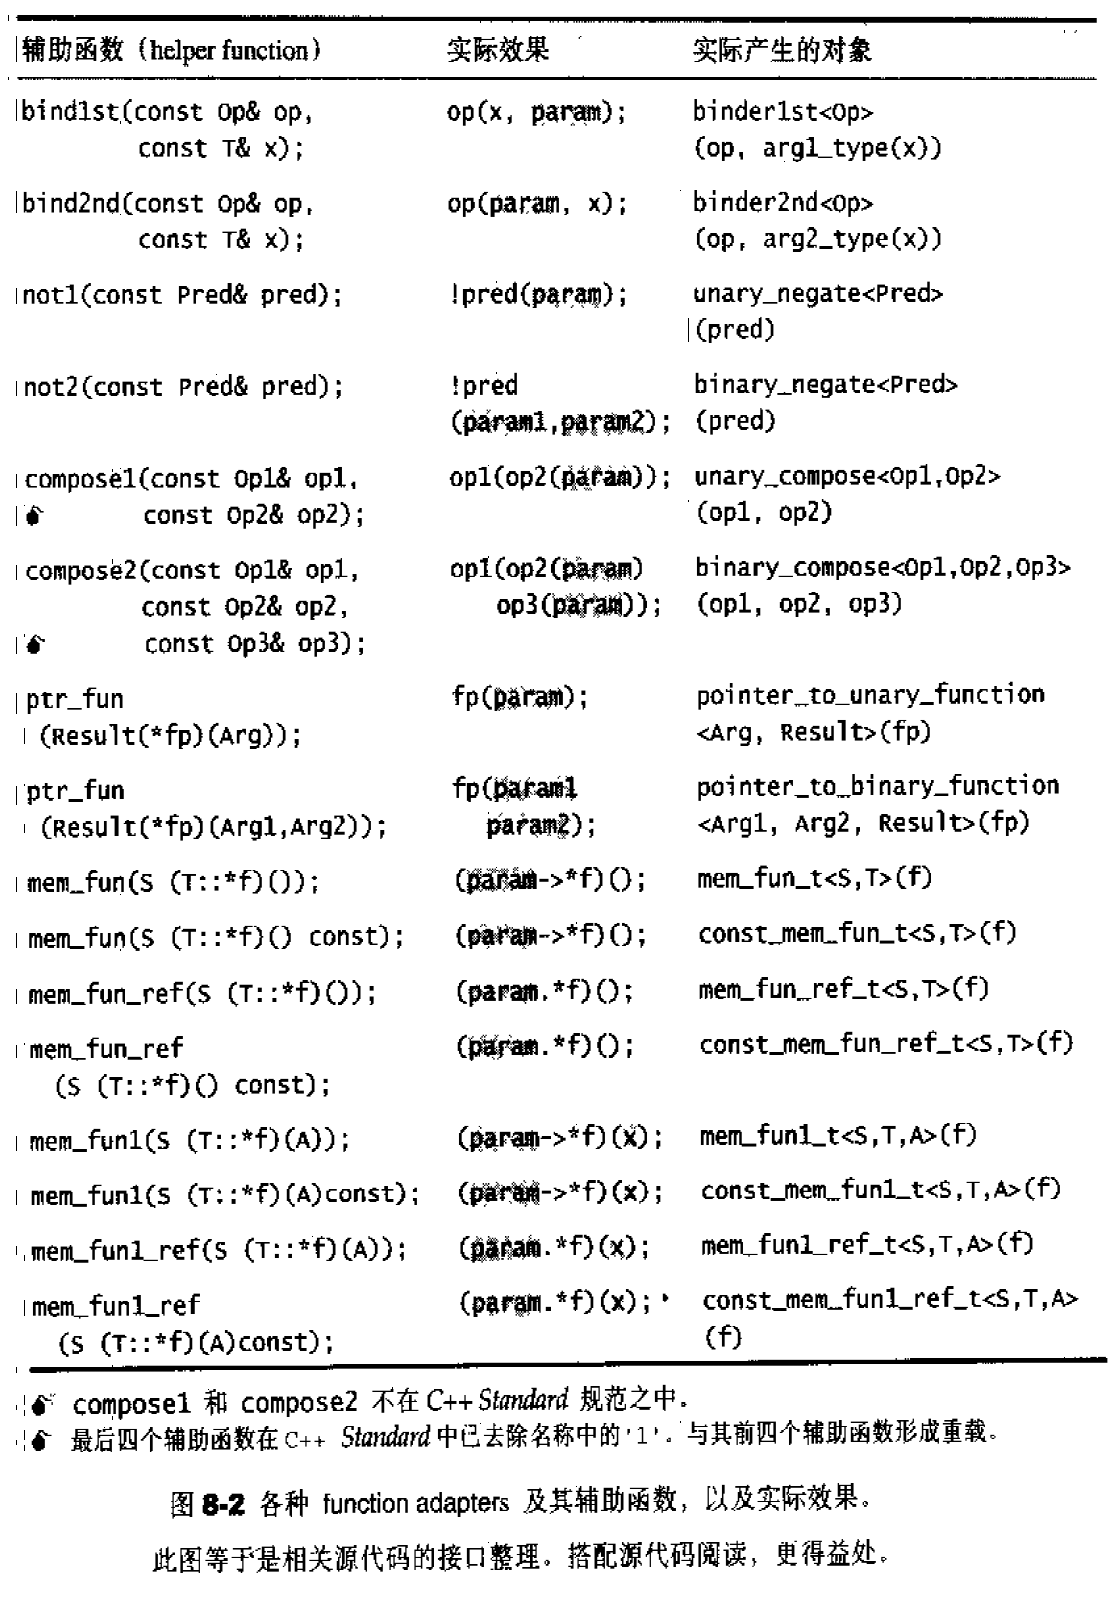 辅助函数（helper function） 实际效果 实际产生的对象
bind1st(const Op& op, op(x, param); binder1st<Op>
const T& x); (op, arg1_type(x))
bind2nd(const Op& op, op(param, x); binder2nd<Op>
const T& x); (op, arg2_type(x))
not1(const Pred& pred); !pred(param); unary_negate<Pred>
(pred)
not2(const Pred& pred); !pred binary_negate<Pred>
(param1,param2); (pred)
compose1(const Op1& op1, op1(op2(param)); unary_compose<Op1,Op2>
const Op2& op2); (op1, op2)
compose2(const Op1& op1, op1(op2(param) binary_compose<Op1,Op2,Op3>
const Op2& op2, op3(param)); (op1, op2, op3)
const Op3& op3);
ptr_fun fp(param); pointer_to_unary_function
(Result(*fp)(Arg)); <Arg, Result>(fp)
ptr_fun fp(param1 pointer_to_binary_function
(Result(*fp)(Arg1,Arg2)); param2); <Arg1, Arg2, Result>(fp)
mem_fun(S (T::*f)()); (param->*f)(); mem_fun_t<S,T>(f)
mem_fun(S (T::*f)() const); (param->*f)(); const_mem_fun_t<S,T>(f)
mem_fun_ref(S (T::*f)()); (param.*f)(); mem_fun_ref_t<S,T>(f)
mem_fun_ref (param.*f)(); const_mem_fun_ref_t<S,T>(f)
(S (T::*f)() const);
mem_fun1(S (T::*f)(A)); (param->*f)(x); mem_fun1_t<S,T,A>(f)
mem_fun1(S (T::*f)(A)const); (param->*f)(x); const_mem_fun1_t<S,T,A>(f)
mem_fun1_ref(S (T::*f)(A)); (param.*f)(x); mem_fun1_ref_t<S,T,A>(f)
mem_fun1_ref (param.*f)(x); const_mem_fun1_ref_t<S,T,A>
(S (T::*f)(A)const); (f)
compose1 和 compose2 不在 C++ Standard 规范之中。
最后四个辅助函数在 C++ Standard 中已去除名称中的 '1'。与其前四个辅助函数形成重载。
图 8-2 各种 function adapters 及其辅助函数，以及实际效果。
此图等于是相关源代码的接口整理。搭配源代码阅读，更得益处。